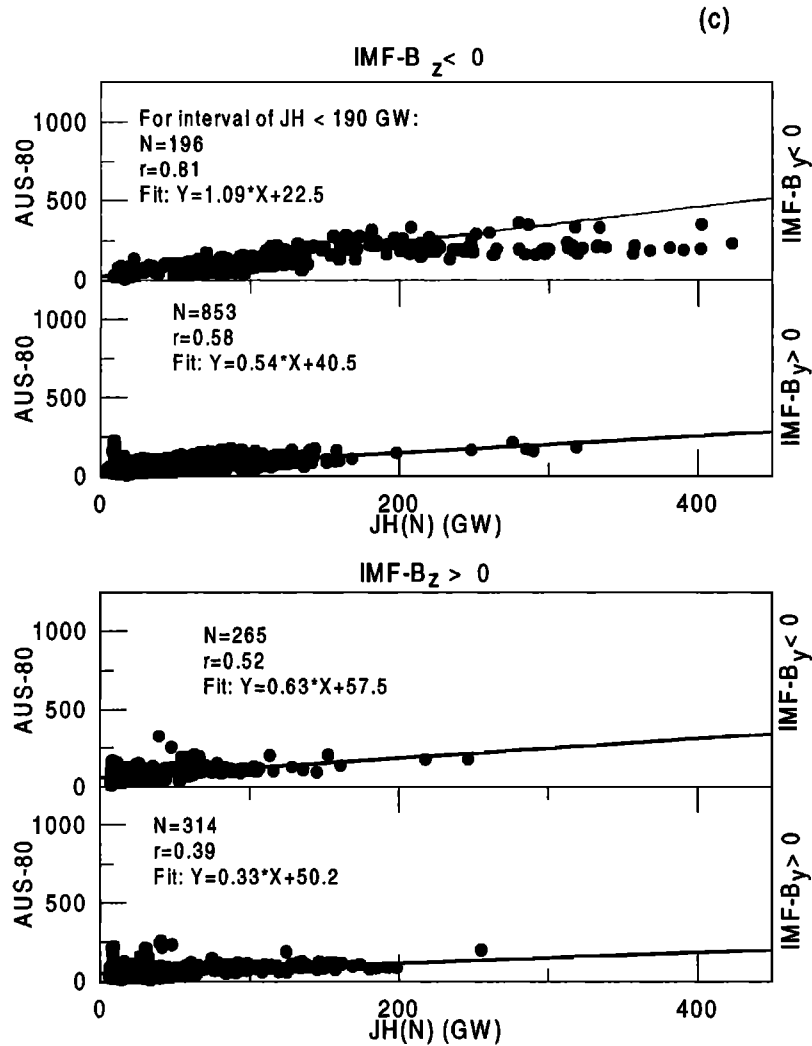 (c)
IMF-B z < 0
For interval of JH < 190 GW:
N=196
r=0.81
Fit: Y=1.09*X+22.5
1000
500
0
AUS-80
IMF-By < 0
N=853
r=0.58
Fit: Y=0.54*X+40.5
1000
500
0
AUS-80
IMF-By > 0
0 200 400
JH(N) (GW)
IMF-Bz > 0
N=265
r=0.52
Fit: Y=0.63*X+57.5
1000
500
0
AUS-80
IMF-By < 0
N=314
r=0.39
Fit: Y=0.33*X+50.2
1000
500
0
AUS-80
IMF-By > 0
0 200 400
JH(N) (GW)